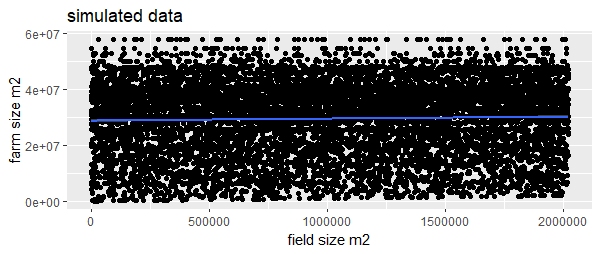 simulated data
6e+07
4e+07
2e+07
0e+00
farm size m2
0
500000
1000000
1500000
2000000
field size m2